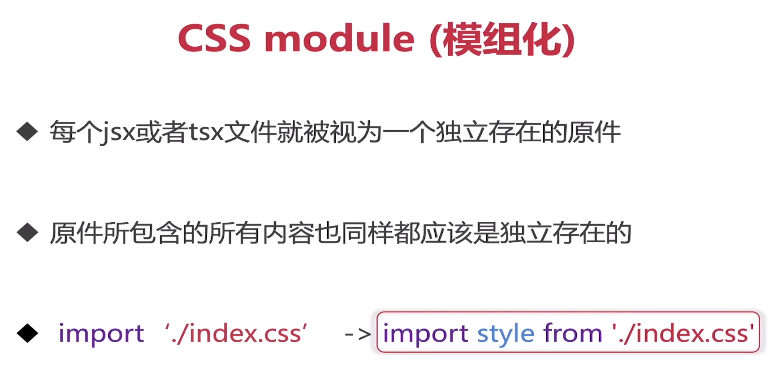 CSS module (模组化)
◆ 每个jsx或者tsx文件就被视为一个独立存在的原件
◆ 原件所包含的所有内容也同样都应该是独立存在的
◆ import ‘./index.css’ -> import style from './index.css'